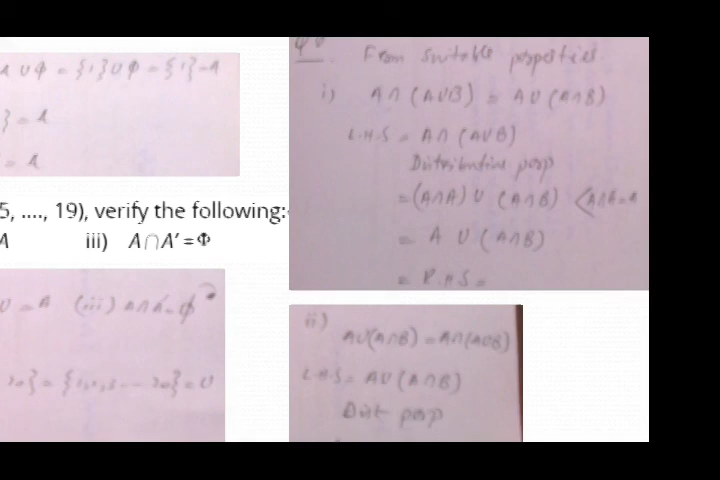 A ∪ φ = {1} ∪ φ = {1} = A
} = A
= A
5, ...., 19), verify the following:
A iii) A∩A′ = Φ
∪ = A (iii) A∩A′ = φ
20} = {1,2,3 --- 20} = U
From Suitable properties
i) A∩(A∪B) = A∪(A∩B)
L.H.S = A∩(A∪B)
Distributive prop
= (A∩A) ∪ (A∩B)
= A ∪ (A∩B)
= R.H.S =
ii) A∪(A∩B) = A∩(A∪B)
L.H.S = A∪(A∩B)
Dist prop